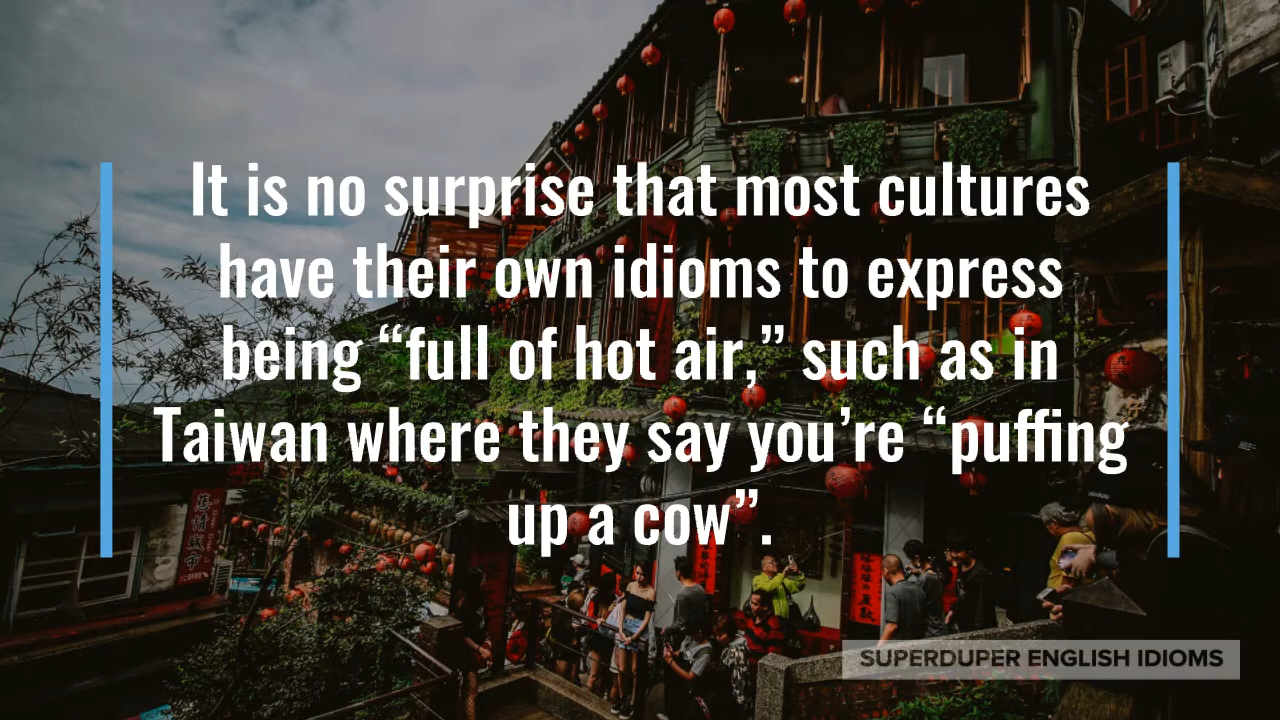 It is no surprise that most cultures
have their own idioms to express
being “full of hot air,” such as in
Taiwan where they say you’re “puffing
up a cow”.
SUPERDUPER ENGLISH IDIOMS